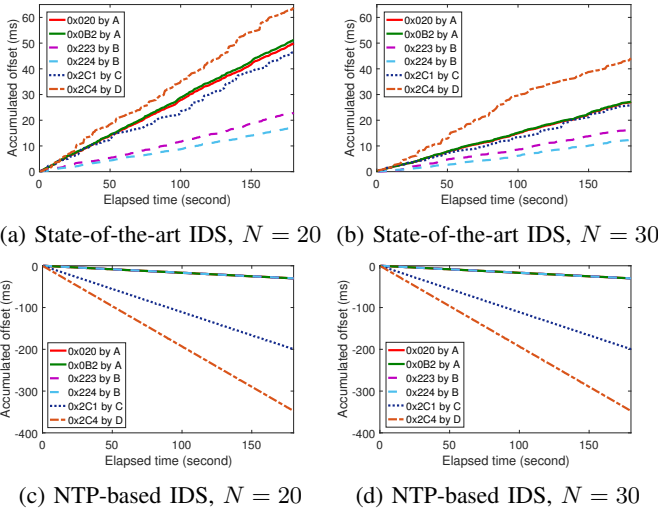 60
50
40
30
20
10
0
Accumulated offset (ms)
0x020 by A
0x0B2 by A
0x223 by B
0x224 by B
0x2C1 by C
0x2C4 by D
0 50 100 150
Elapsed time (second)
(a) State-of-the-art IDS, N = 20
60
50
40
30
20
10
0
Accumulated offset (ms)
0x020 by A
0x0B2 by A
0x223 by B
0x224 by B
0x2C1 by C
0x2C4 by D
0 50 100 150
Elapsed time (second)
(b) State-of-the-art IDS, N = 30
0
-100
-200
-300
-400
Accumulated offset (ms)
0x020 by A
0x0B2 by A
0x223 by B
0x224 by B
0x2C1 by C
0x2C4 by D
0 50 100 150
Elapsed time (second)
(c) NTP-based IDS, N = 20
0
-100
-200
-300
-400
Accumulated offset (ms)
0x020 by A
0x0B2 by A
0x223 by B
0x224 by B
0x2C1 by C
0x2C4 by D
0 50 100 150
Elapsed time (second)
(d) NTP-based IDS, N = 30